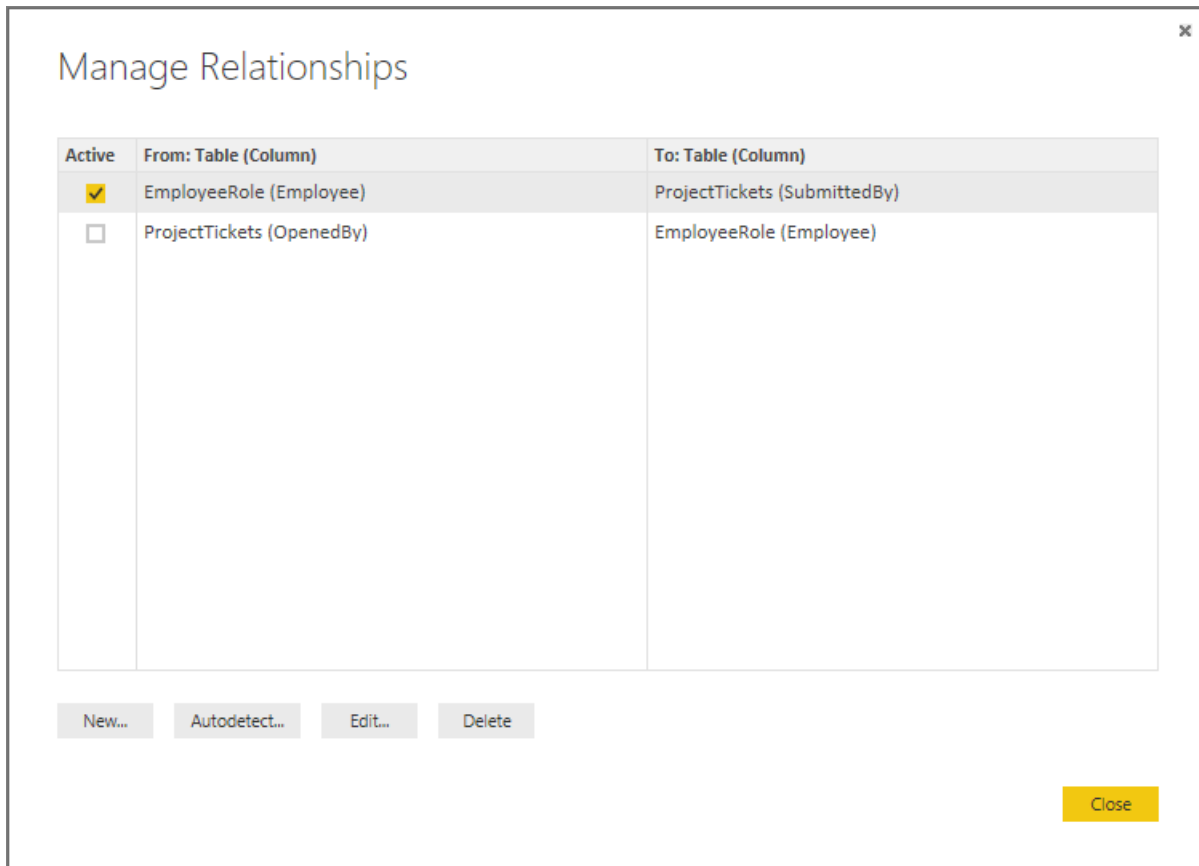 Manage Relationships
Active From: Table (Column) To: Table (Column)
EmployeeRole (Employee) ProjectTickets (SubmittedBy)
ProjectTickets (OpenedBy) EmployeeRole (Employee)
New... Autodetect... Edit... Delete
Close